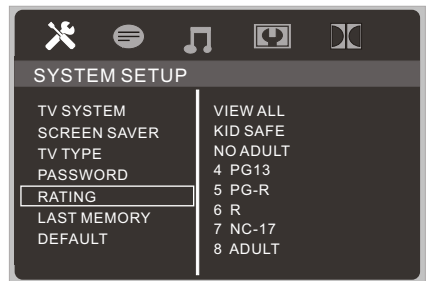 SYSTEM SETUP
TV SYSTEM
SCREEN SAVER
TV TYPE
PASSWORD
RATING
LAST MEMORY
DEFAULT
VIEW ALL
KID SAFE
NO ADULT
4 PG13
5 PG-R
6 R
7 NC-17
8 ADULT